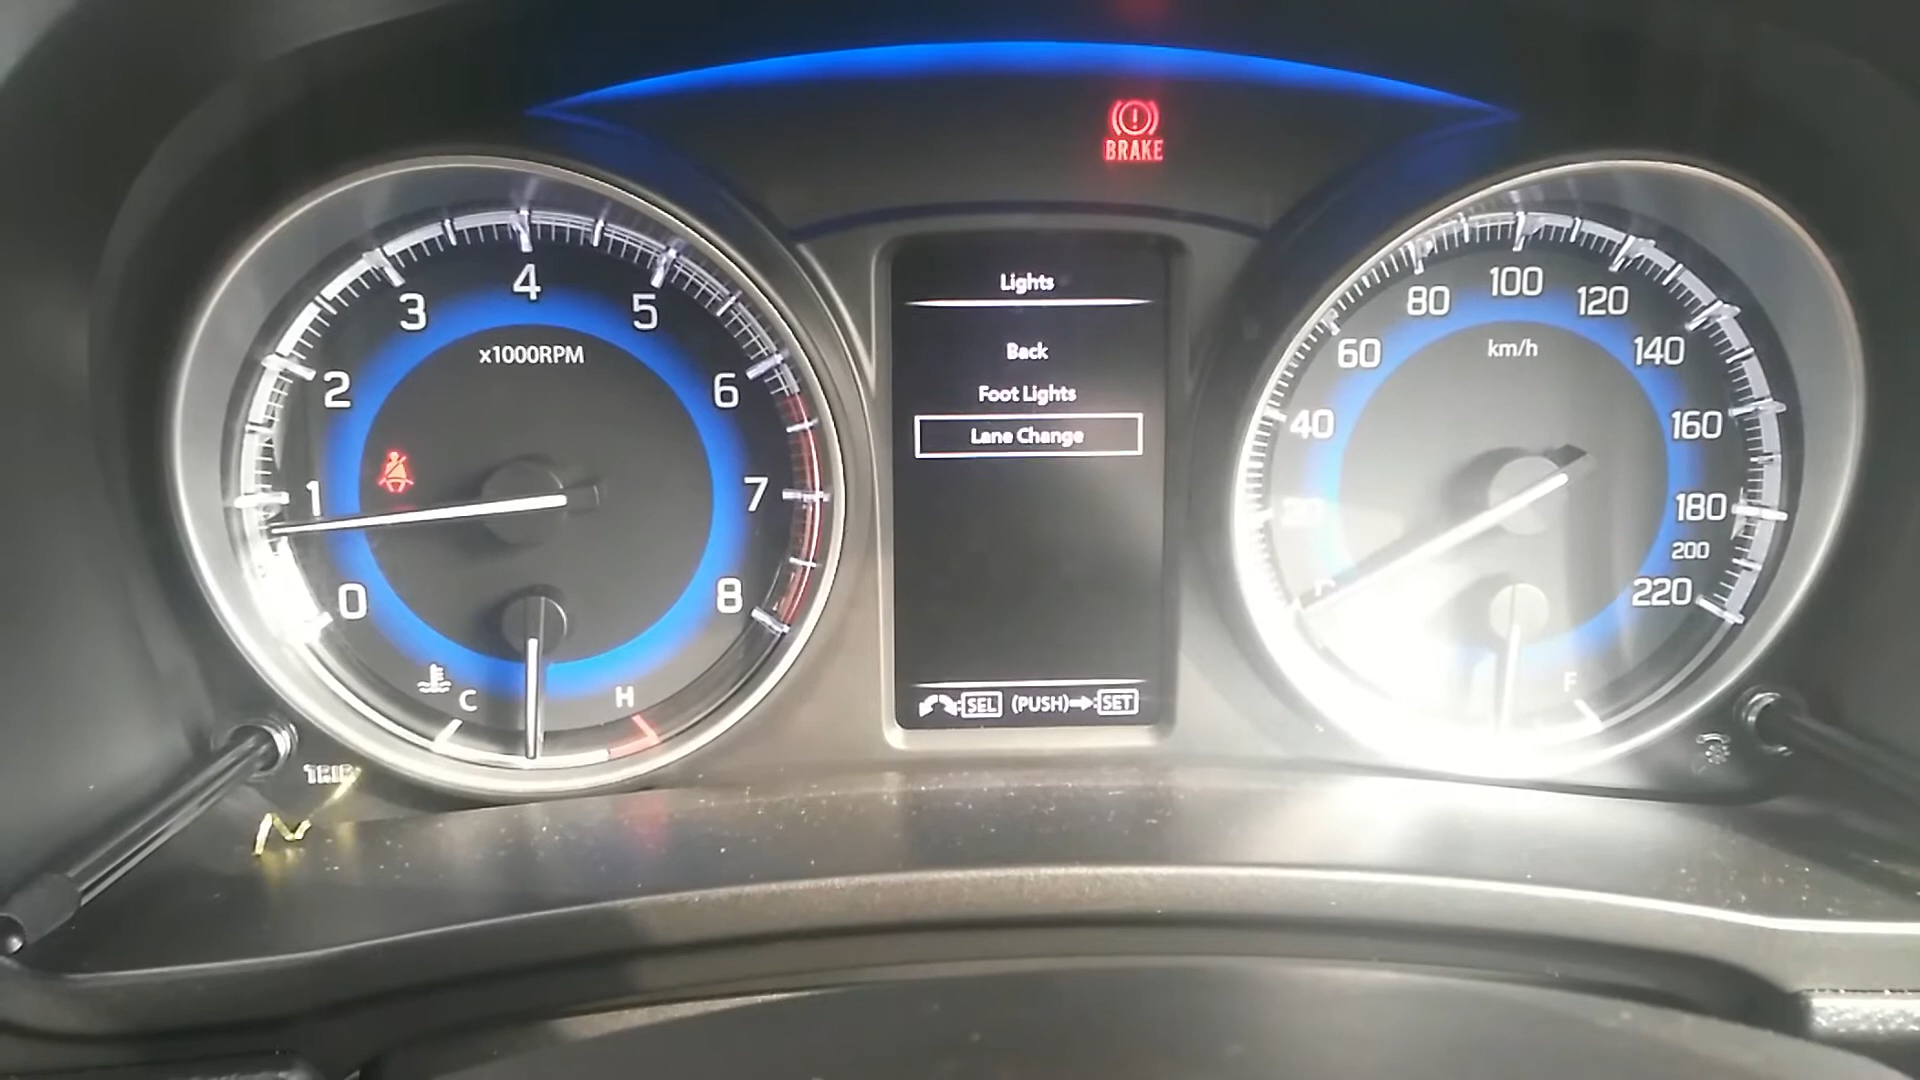 BRAKE
0
1
2
3
4
5
6
7
8
x1000RPM
C
H
TRIP
Lights
Back
Foot Lights
Lane Change
SEL (PUSH) SET
20
40
60
80
100
120
140
160
180
200
220
km/h
F